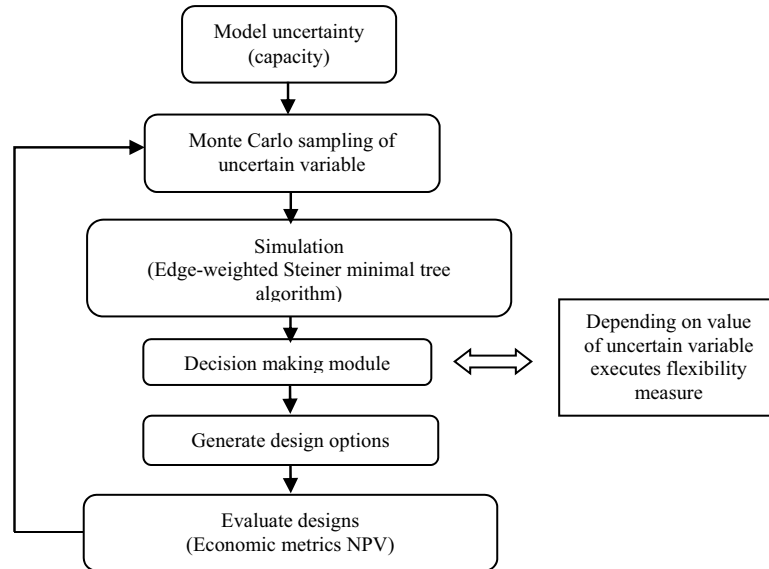 Model uncertainty
(capacity)
Monte Carlo sampling of
uncertain variable
Simulation
(Edge-weighted Steiner minimal tree
algorithm)
Decision making module
Depending on value
of uncertain variable
executes flexibility
measure
Generate design options
Evaluate designs
(Economic metrics NPV)